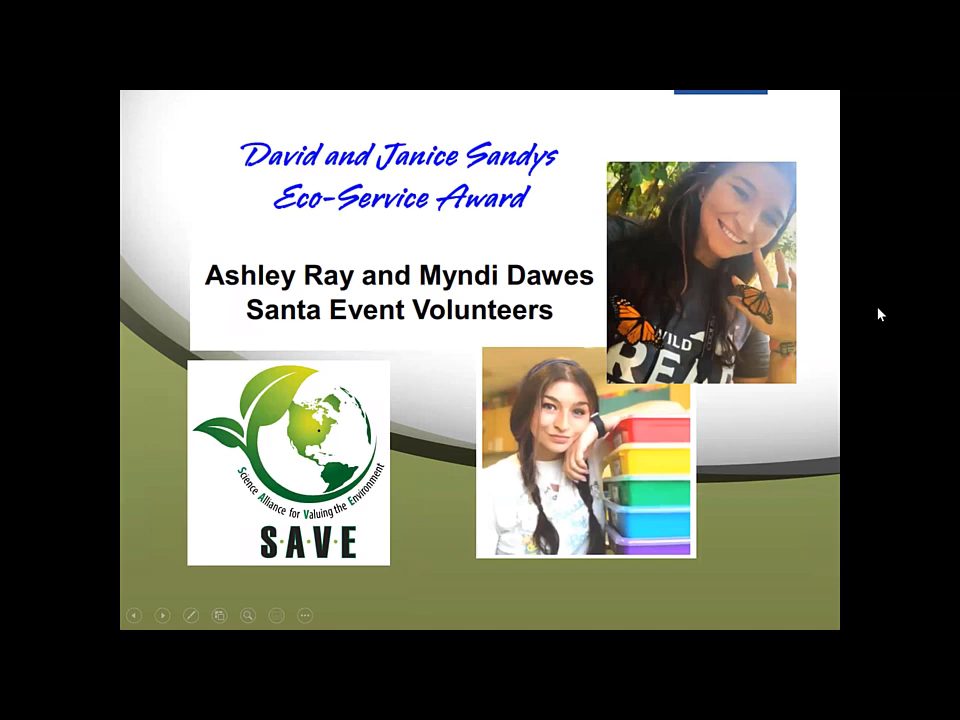 David and Janice Sandys
Eco-Service Award
Ashley Ray and Myndi Dawes
Santa Event Volunteers
WILD
Science Alliance for Valuing the Environment
S·A·V·E